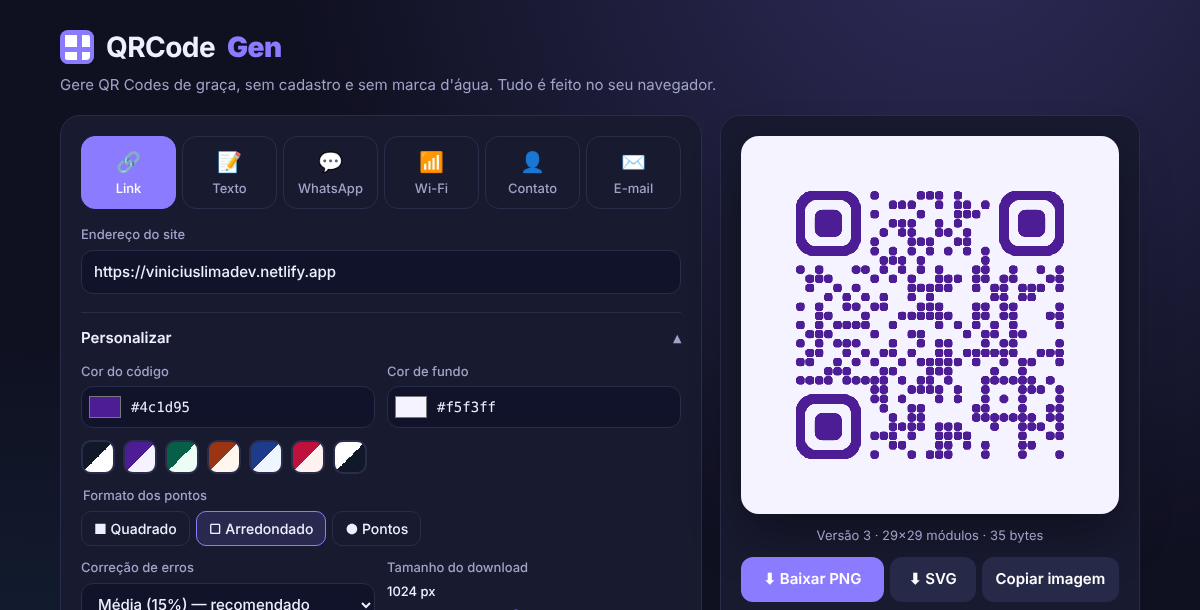 QRCode Gen
Gere QR Codes de graça, sem cadastro e sem marca d'água. Tudo é feito no seu navegador.
Link
Texto
WhatsApp
Wi-Fi
Contato
E-mail
Endereço do site
https://viniciuslimadev.netlify.app
Personalizar
Cor do código
Cor de fundo
#4c1d95
#f5f3ff
Formato dos pontos
Quadrado
Arredondado
Pontos
Correção de erros
Tamanho do download
1024 px
Média (15%) — recomendado
Versão 3 · 29×29 módulos · 35 bytes
⬇ Baixar PNG
⬇ SVG
Copiar imagem